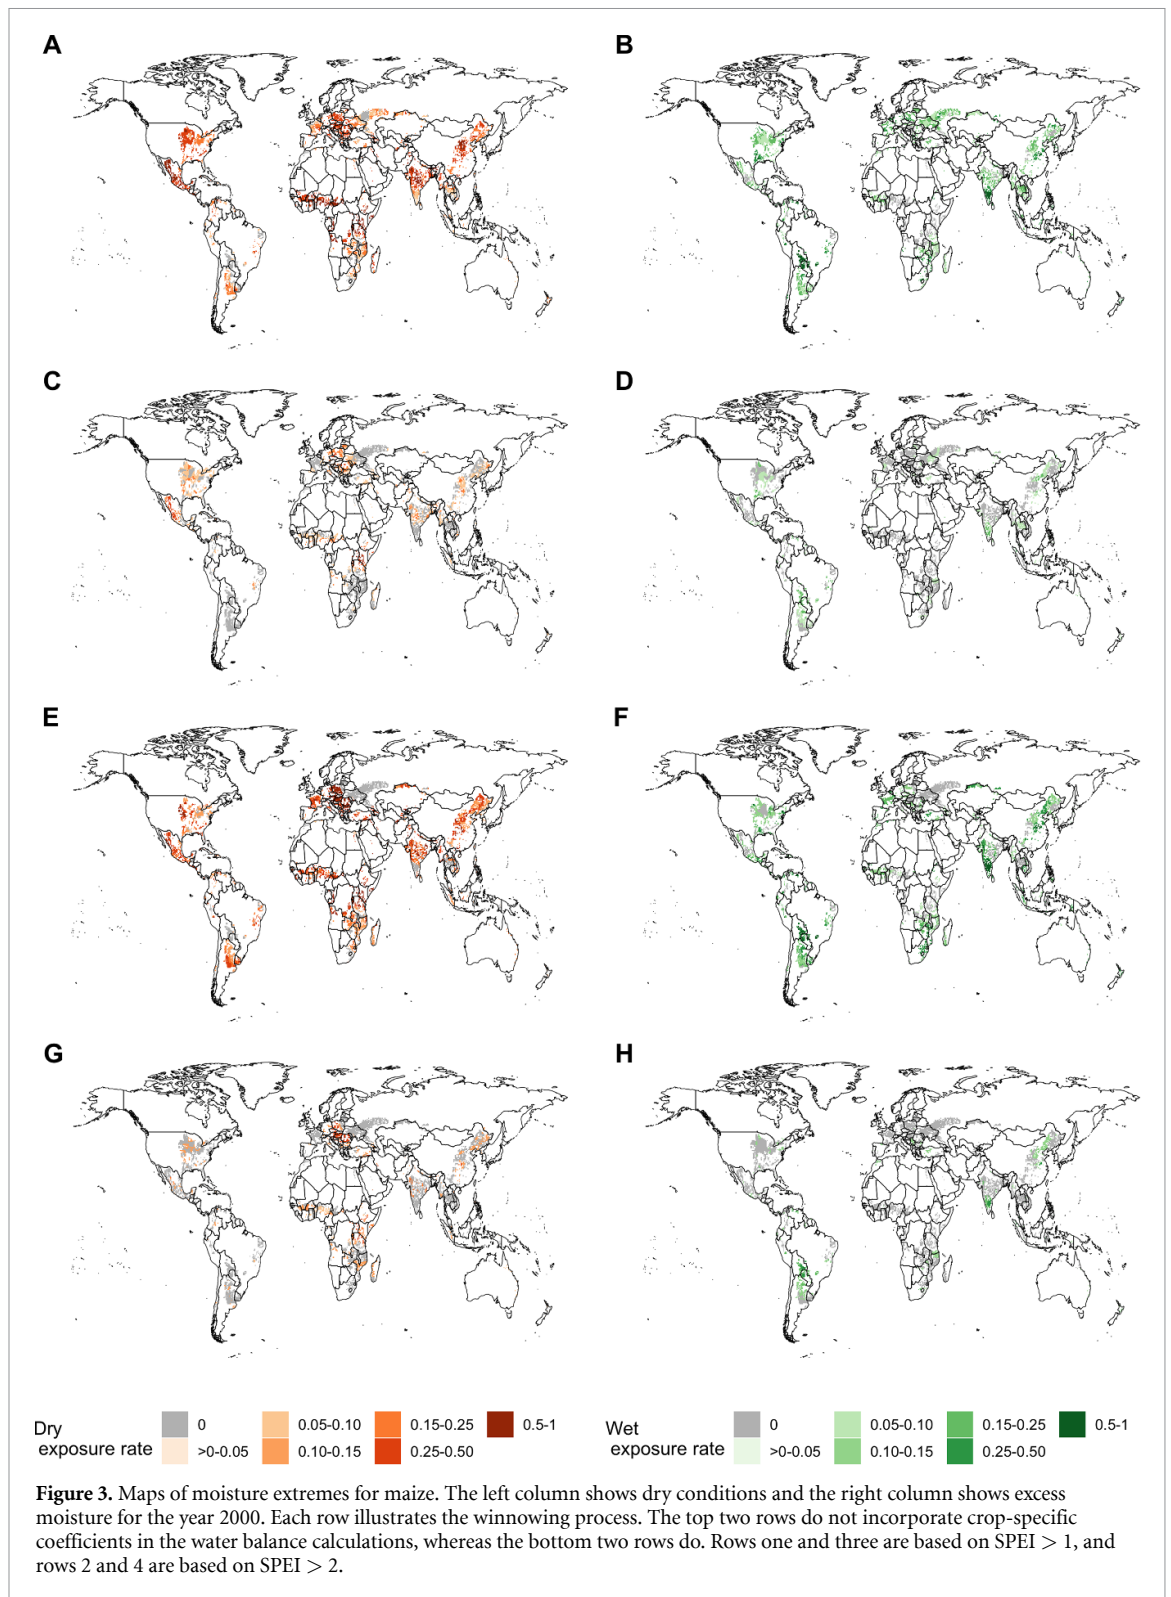 A
B
C
D
E
F
G
H
Dry
exposure rate
0
0.05-0.10
0.15-0.25
0.5-1
>0-0.05
0.10-0.15
0.25-0.50
Wet
exposure rate
0
0.05-0.10
0.15-0.25
0.5-1
>0-0.05
0.10-0.15
0.25-0.50
Figure 3. Maps of moisture extremes for maize. The left column shows dry conditions and the right column shows excess
moisture for the year 2000. Each row illustrates the winnowing process. The top two rows do not incorporate crop-specific
coefficients in the water balance calculations, whereas the bottom two rows do. Rows one and three are based on SPEI > 1, and
rows 2 and 4 are based on SPEI > 2.